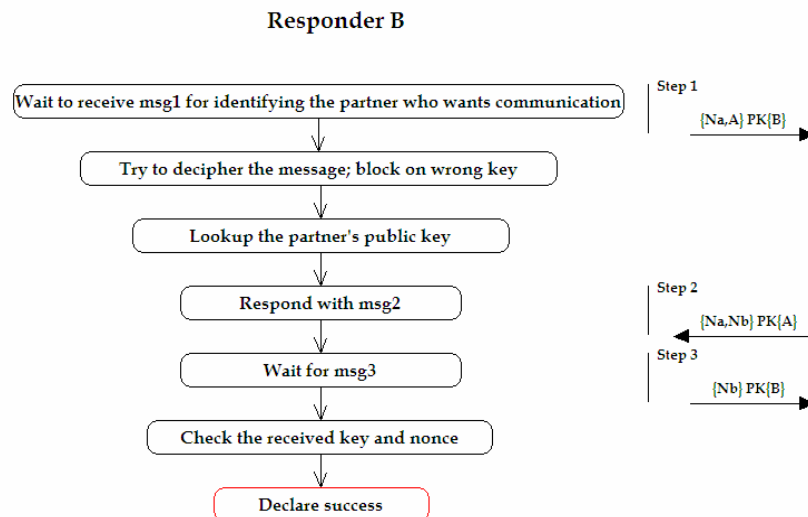 Responder B
Wait to receive msg1 for identifying the partner who wants communication
Step 1
{Na,A} PK{B}
Try to decipher the message; block on wrong key
Lookup the partner's public key
Step 2
Respond with msg2
{Na,Nb} PK{A}
Step 3
Wait for msg3
{Nb} PK{B}
Check the received key and nonce
Declare success